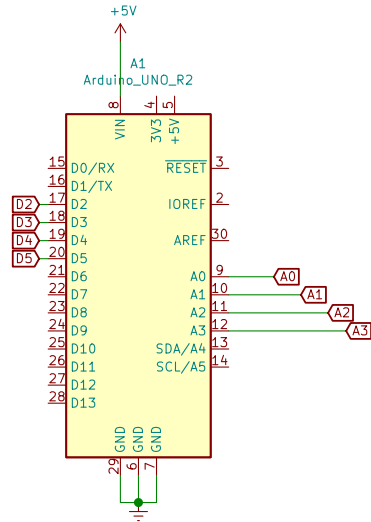 +5V
A1
Arduino_UNO_R2
8 4 5
VIN 3V3 +5V
15 D0/RX RESET 3
16 D1/TX
D2 17 D2 IOREF 2
D3 18 D3
D4 19 D4 AREF 30
D5 20 D5
21 D6 A0 9 A0
22 D7 A1 10 A1
23 D8 A2 11 A2
24 D9 A3 12 A3
25 D10 SDA/A4 13
26 D11 SCL/A5 14
27 D12
28 D13
GND GND GND
29 6 7